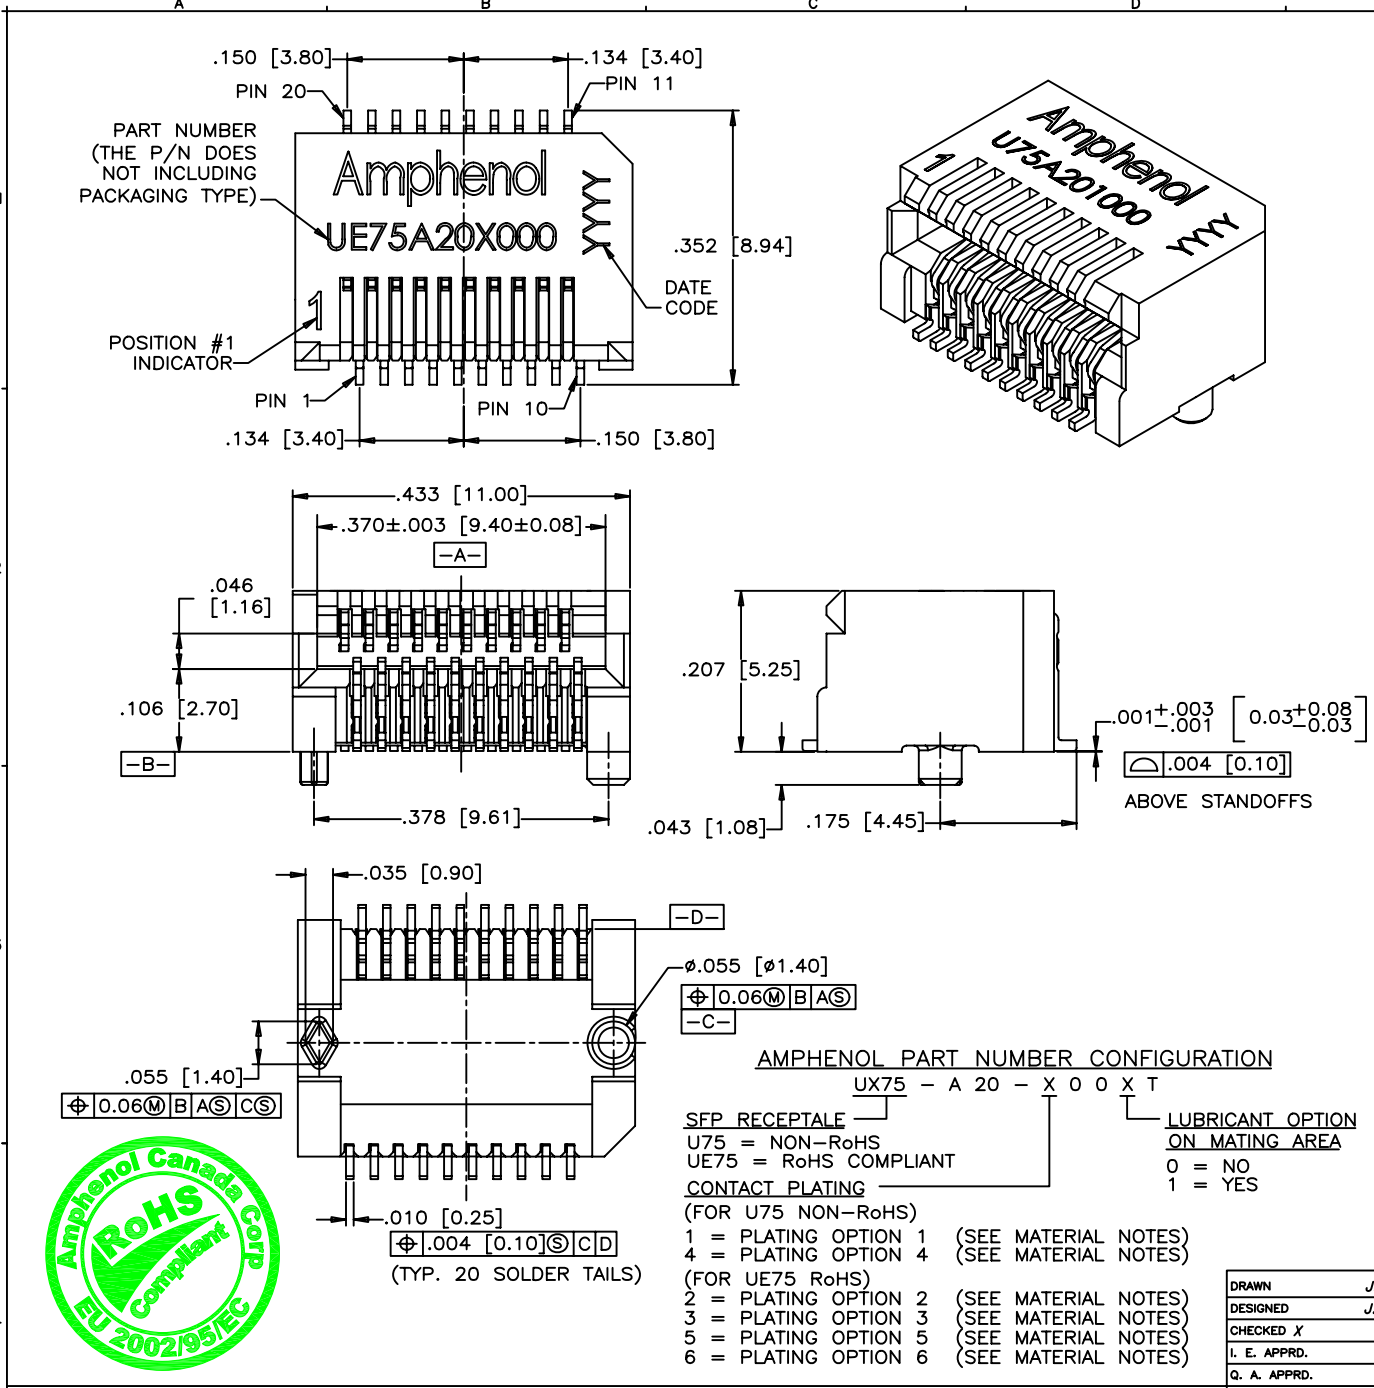 A B C D
.150 [3.80]
.134 [3.40]
PIN 20
PIN 11
PART NUMBER
(THE P/N DOES
NOT INCLUDING
PACKAGING TYPE)
Amphenol
UE75A20X000
YYYY
1
.352 [8.94]
DATE
CODE
POSITION #1
INDICATOR
PIN 1
PIN 10
.134 [3.40]
.150 [3.80]
Amphenol
U75A201000
1
YYYY
.433 [11.00]
.370±.003 [9.40±0.08]
-A-
.046
[1.16]
.106 [2.70]
-B-
.378 [9.61]
.207 [5.25]
.043 [1.08]
.175 [4.45]
.001+.003 -.001 [0.03+0.08 -0.03]
⌓ .004 [0.10]
ABOVE STANDOFFS
.035 [0.90]
-D-
ø.055 [ø1.40]
⌖ 0.06Ⓜ B AⓈ
-C-
.055 [1.40]
⌖ 0.06Ⓜ B AⓈ CⓈ
.010 [0.25]
⌖ .004 [0.10]Ⓢ C D
(TYP. 20 SOLDER TAILS)
Amphenol Canada Corp
RoHS
Compliant
EU 2002/95/EC
AMPHENOL PART NUMBER CONFIGURATION
UX75 - A 20 - X 0 0 X T
SFP RECEPTALE
U75 = NON-RoHS
UE75 = RoHS COMPLIANT
LUBRICANT OPTION
ON MATING AREA
0 = NO
1 = YES
CONTACT PLATING
(FOR U75 NON-RoHS)
1 = PLATING OPTION 1 (SEE MATERIAL NOTES)
4 = PLATING OPTION 4 (SEE MATERIAL NOTES)
(FOR UE75 RoHS)
2 = PLATING OPTION 2 (SEE MATERIAL NOTES)
3 = PLATING OPTION 3 (SEE MATERIAL NOTES)
5 = PLATING OPTION 5 (SEE MATERIAL NOTES)
6 = PLATING OPTION 6 (SEE MATERIAL NOTES)
DRAWN
DESIGNED
CHECKED X
I. E. APPRD.
Q. A. APPRD.